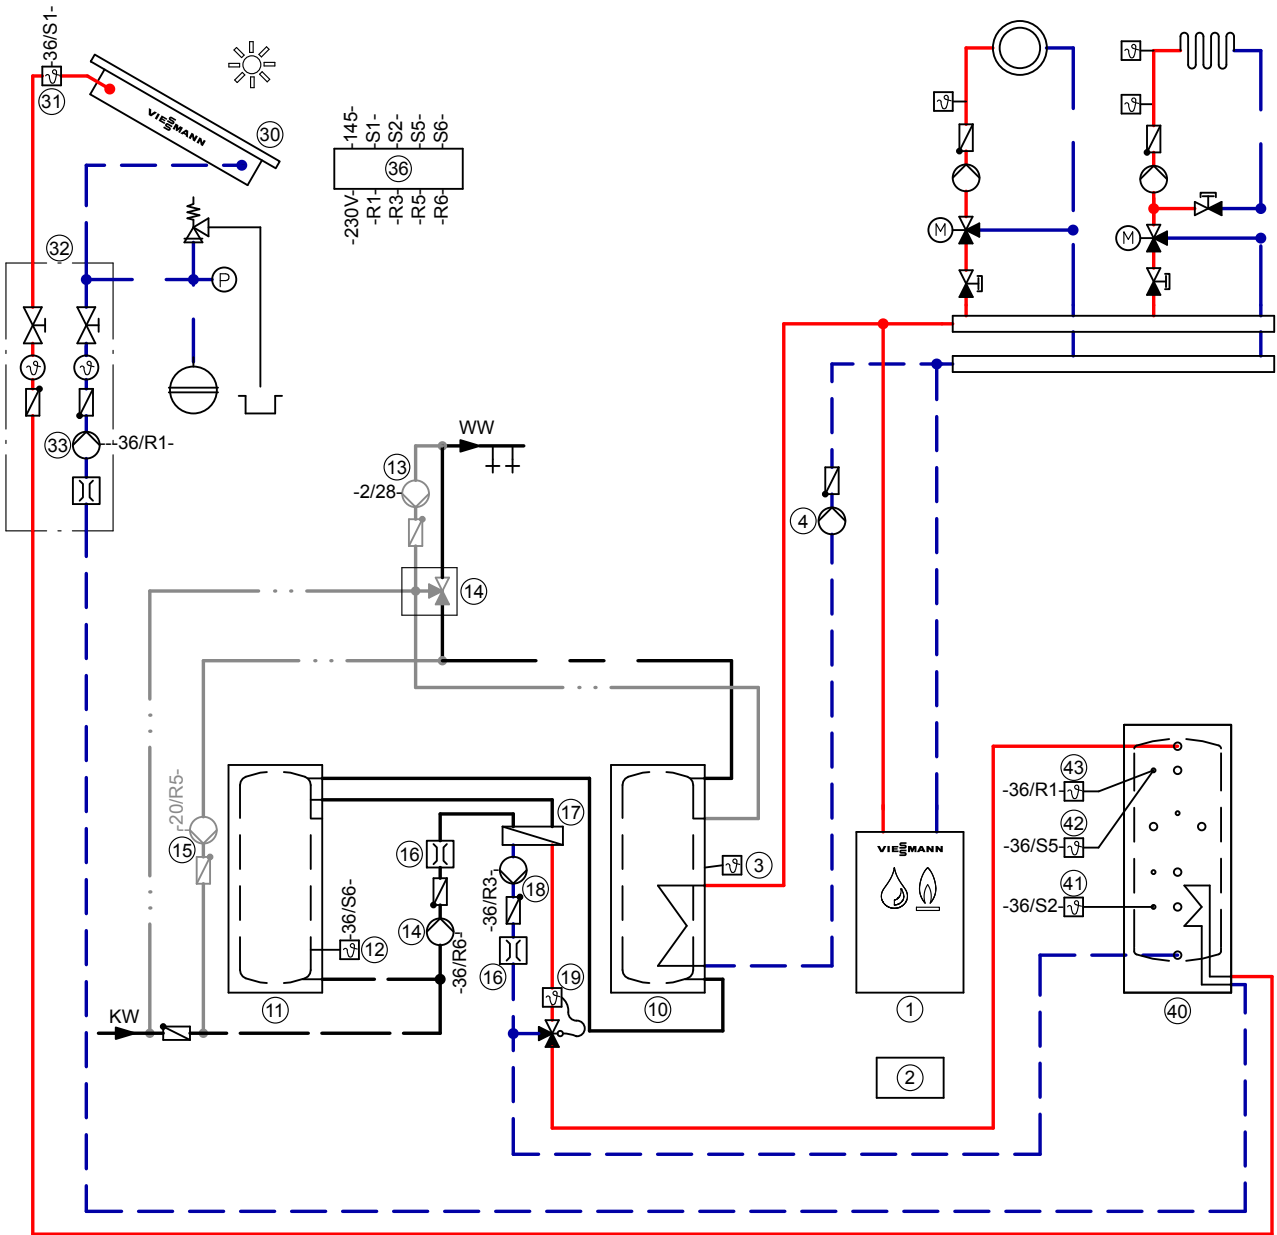 -36/S1-
31
VIESSMANN
30
-145-
-S1-
-S2-
-S5-
-S6-
36
-230V-
-R1-
-R3-
-R5-
-R6-
M
M
32
P
33
-36/R1-
WW
13
-2/28-
4
14
-20/R5-
15
17
16
18
-36/R3-
3
43
-36/R1-
42
-36/S5-
41
-36/S2-
VIESSMANN
-36/S6-
12
14
-36/R6-
16
19
11
10
1
40
KW
2